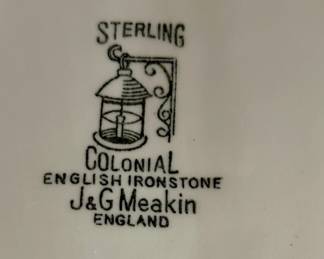 STERLING
COLONIAL
ENGLISH IRONSTONE
J&G Meakin
ENGLAND